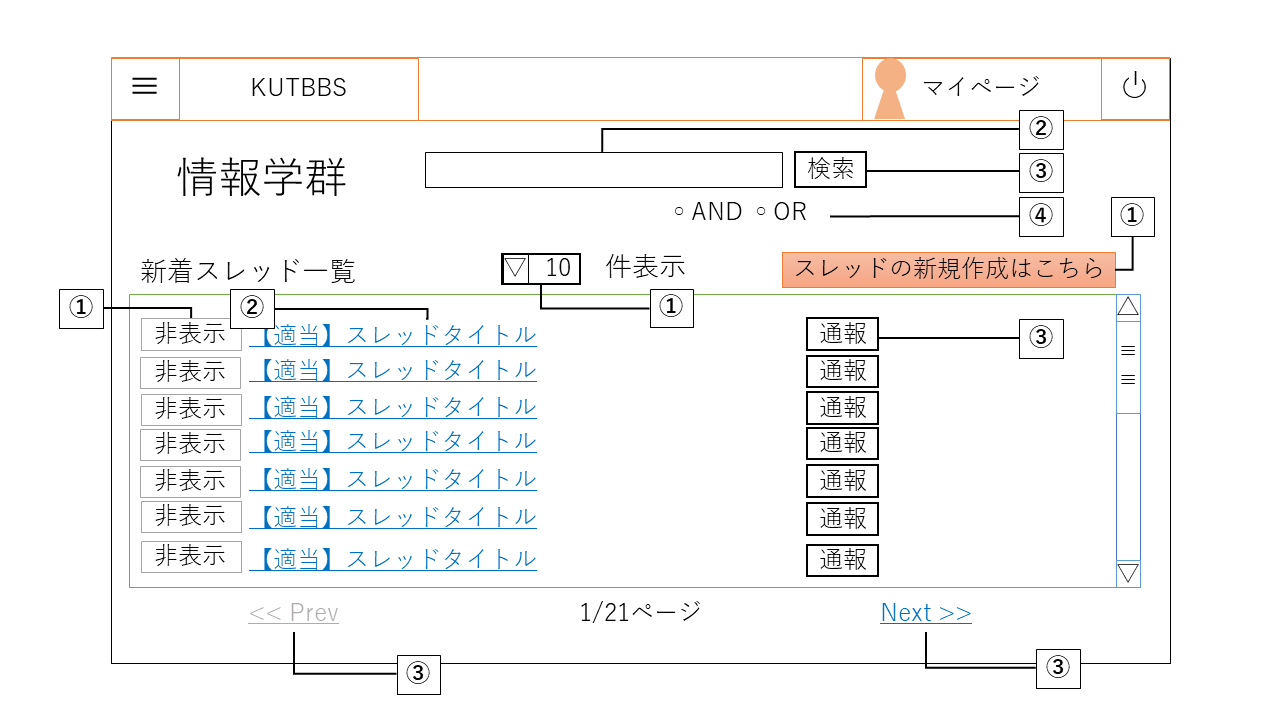 ≡ KUTBBS マイページ
②
情報学群 検索 ③
◦ AND ◦ OR ④ ①
新着スレッド一覧 ▽ 10 件表示 スレッドの新規作成はこちら
① ② ①
非表示 【適当】スレッドタイトル 通報 ③
非表示 【適当】スレッドタイトル 通報
非表示 【適当】スレッドタイトル 通報
非表示 【適当】スレッドタイトル 通報
非表示 【適当】スレッドタイトル 通報
非表示 【適当】スレッドタイトル 通報
非表示 【適当】スレッドタイトル 通報
<< Prev 1/21ページ Next >>
③ ③